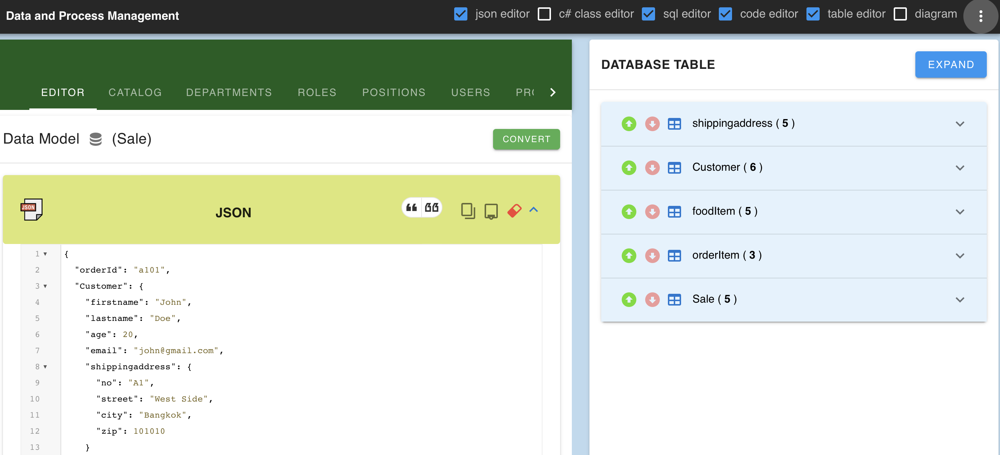 Data and Process Management
json editor c# class editor sql editor code editor table editor diagram
EDITOR CATALOG DEPARTMENTS ROLES POSITIONS USERS
Data Model (Sale)
CONVERT
JSON
JSON
1 {
2 "orderId": "a101",
3 "Customer": {
4 "firstname": "John",
5 "lastname": "Doe",
6 "age": 20,
7 "email": "john@gmail.com",
8 "shippingaddress": {
9 "no": "A1",
10 "street": "West Side",
11 "city": "Bangkok",
12 "zip": 101010
13 }
DATABASE TABLE
EXPAND
shippingaddress ( 5 )
Customer ( 6 )
foodItem ( 5 )
orderItem ( 3 )
Sale ( 5 )